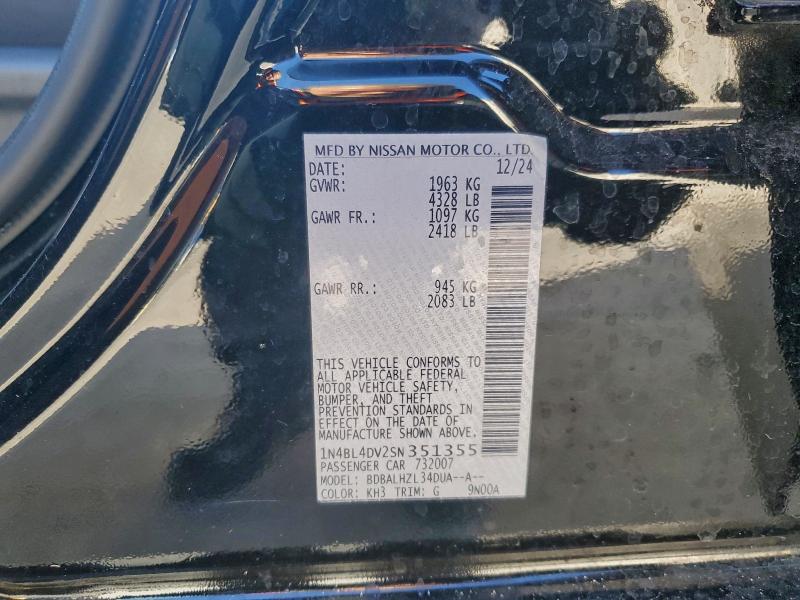 MFD BY NISSAN MOTOR CO., LTD
DATE: 12/24
GVWR: 1963 KG
4328 LB
GAWR FR.: 1097 KG
2418 LB
GAWR RR.: 945 KG
2083 LB
THIS VEHICLE CONFORMS TO
ALL APPLICABLE FEDERAL
MOTOR VEHICLE SAFETY,
BUMPER, AND THEFT
PREVENTION STANDARDS IN
EFFECT ON THE DATE OF
MANUFACTURE SHOWN ABOVE.
1N4BL4DV2SN351355
PASSENGER CAR 732007
MODEL: BDBALHZL34DUA--A--
COLOR: KH3 TRIM: G 9N00A